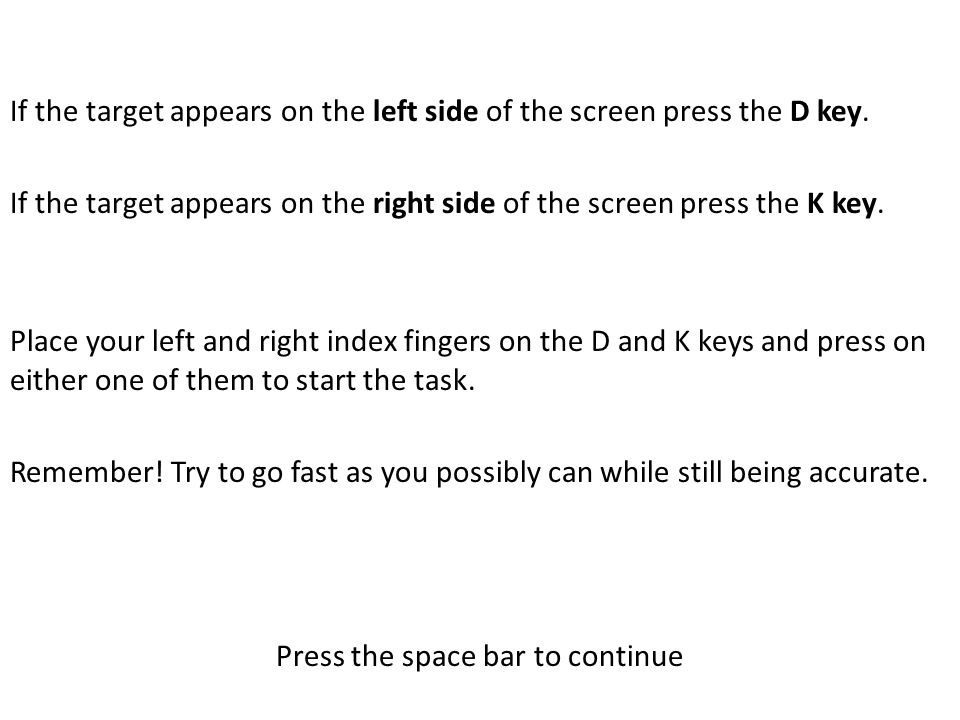 If the target appears on the left side of the screen press the D key.
If the target appears on the right side of the screen press the K key.
Place your left and right index fingers on the D and K keys and press on
either one of them to start the task.
Remember! Try to go fast as you possibly can while still being accurate.
Press the space bar to continue